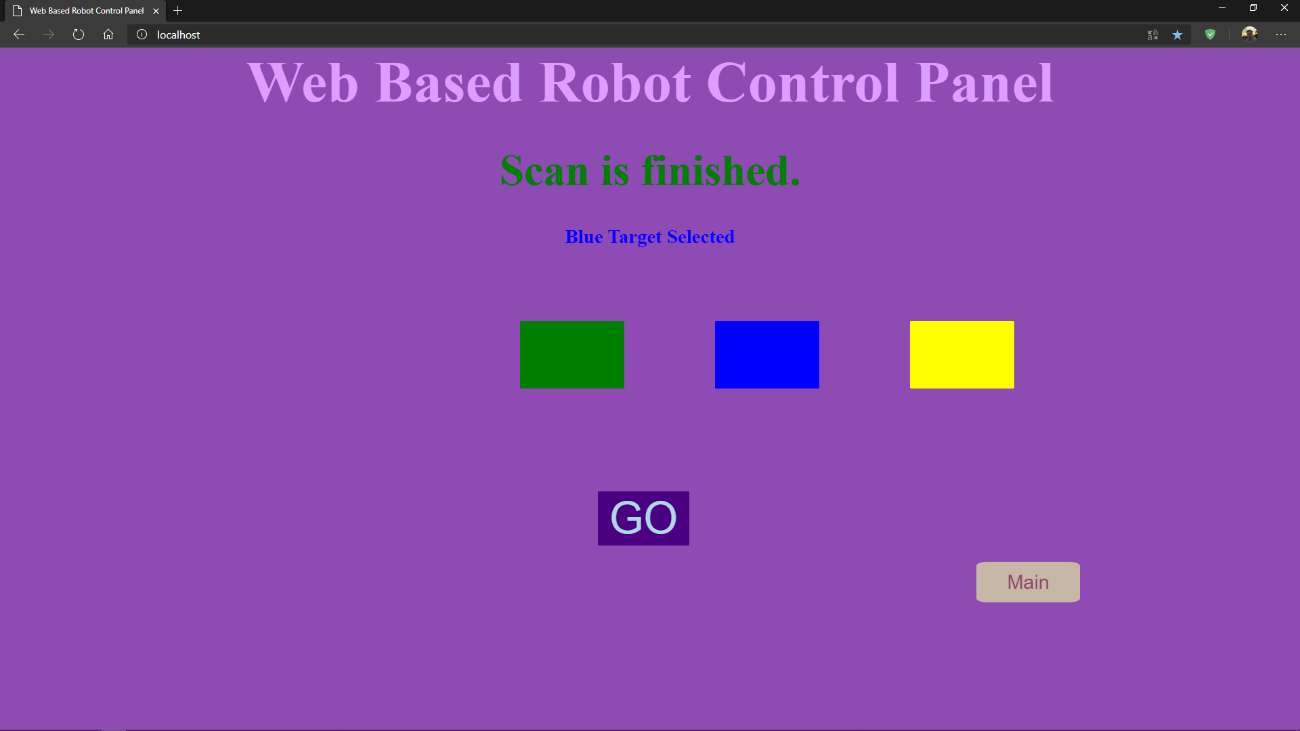 Web Based Robot Control Panel
localhost
Web Based Robot Control Panel
Scan is finished.
Blue Target Selected
GO
Main